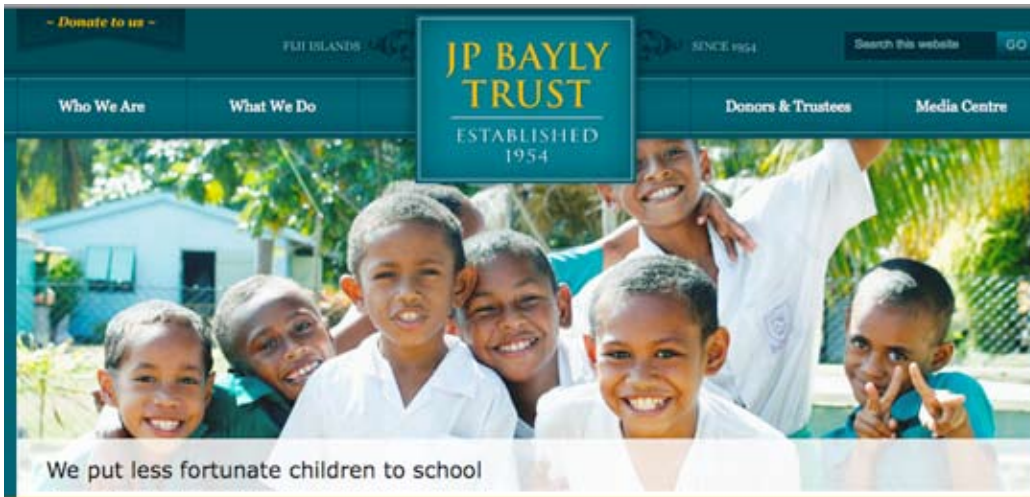 ~ Donate to us ~
FIJI ISLANDS
JP BAYLY
TRUST
ESTABLISHED
1954
SINCE 1954
Search this website
GO
Who We Are
What We Do
Donors & Trustees
Media Centre
We put less fortunate children to school